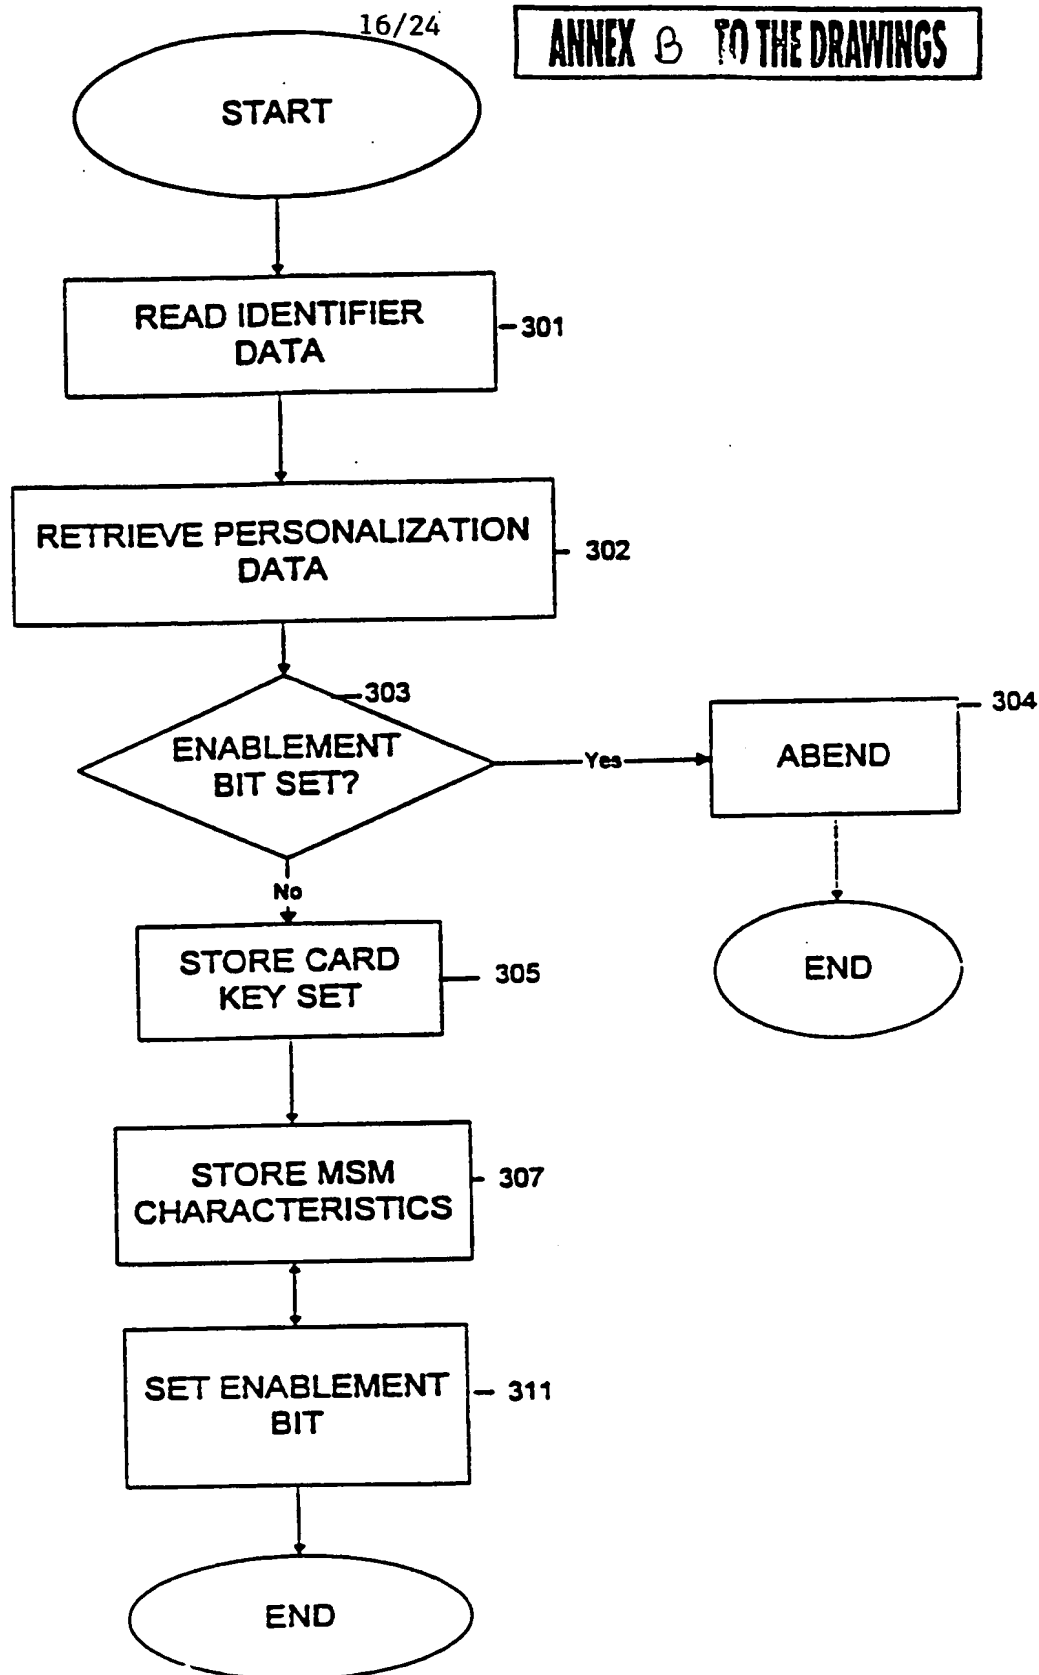 16/24
ANNEX B TO THE DRAWINGS
START
READ IDENTIFIER
DATA
301
RETRIEVE PERSONALIZATION
DATA
302
303
ENABLEMENT
BIT SET?
Yes
304
ABEND
END
No
STORE CARD
KEY SET
305
STORE MSM
CHARACTERISTICS
307
SET ENABLEMENT
BIT
311
END